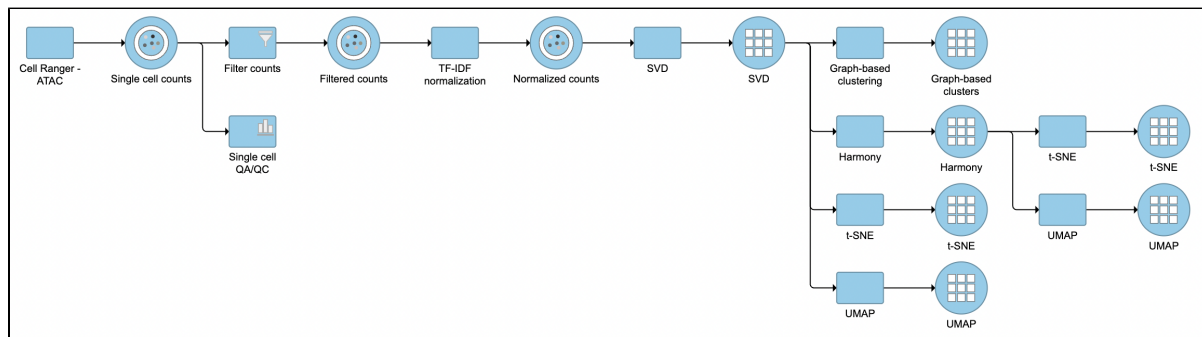 Cell Ranger -
ATAC
Single cell counts
Filter counts
Filtered counts
TF-IDF
normalization
Normalized counts
SVD
SVD
Graph-based
clustering
Graph-based
clusters
Single cell
QA/QC
Harmony
Harmony
t-SNE
t-SNE
t-SNE
t-SNE
UMAP
UMAP
UMAP
UMAP